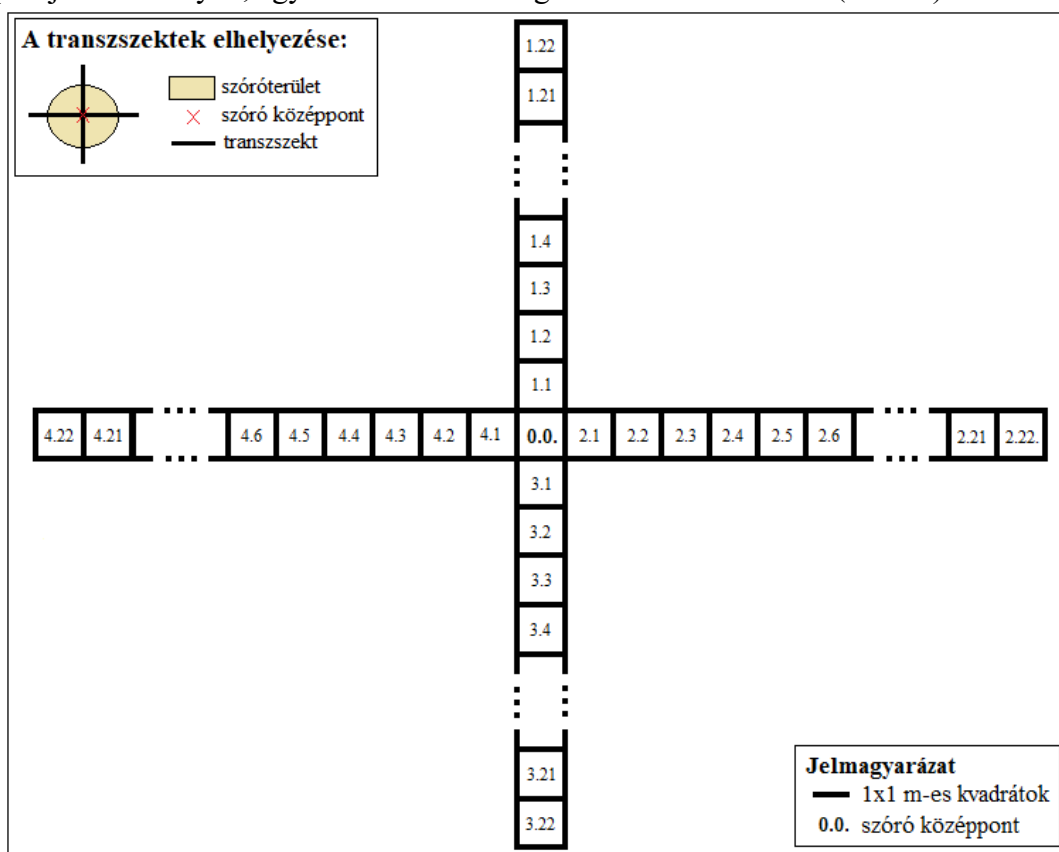 A transzszektek elhelyezése:
szóróterület
szóró középpont
transzszekt
1.22
1.21
1.4
1.3
1.2
1.1
4.22 4.21 4.6 4.5 4.4 4.3 4.2 4.1 0.0. 2.1 2.2 2.3 2.4 2.5 2.6 2.21 2.22.
3.1
3.2
3.3
3.4
3.21
3.22
Jelmagyarázat
1x1 m-es kvadrátok
0.0. szóró középpont